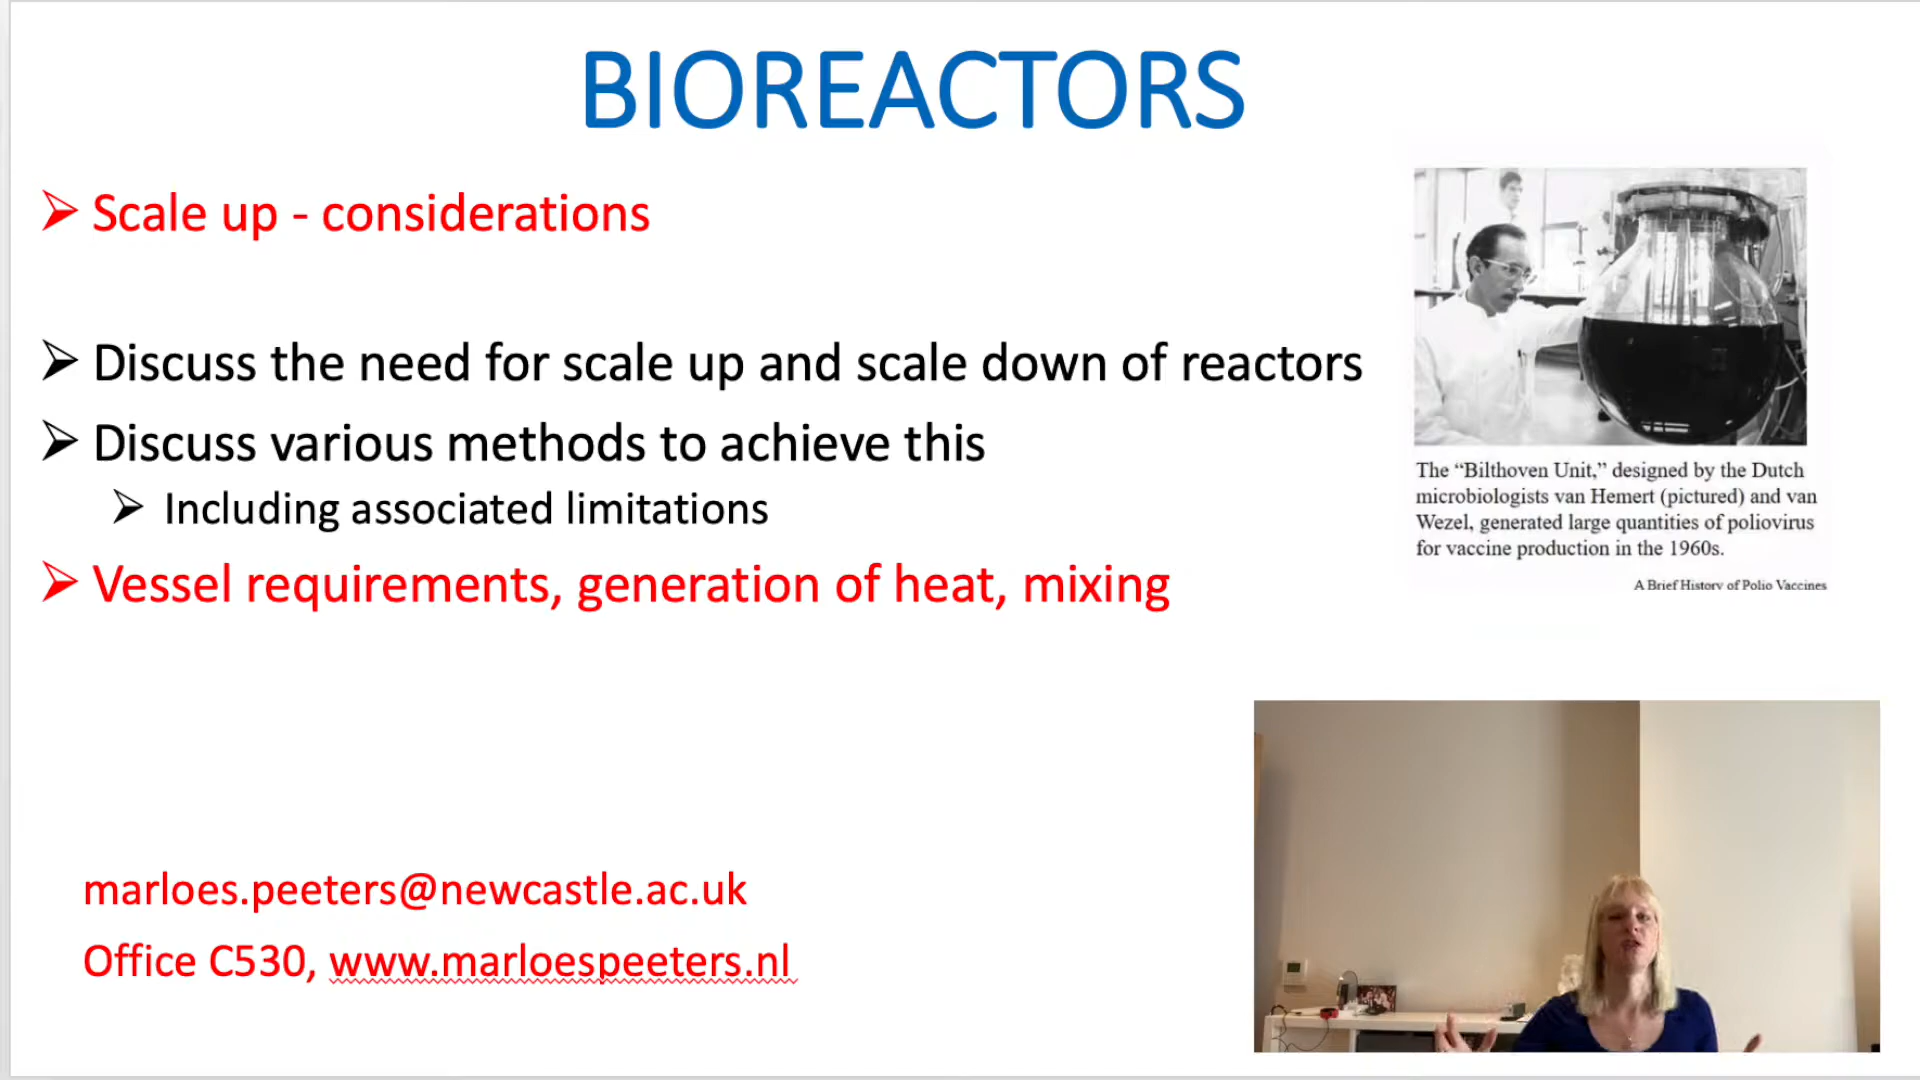 BIOREACTORS
Scale up - considerations
Discuss the need for scale up and scale down of reactors
Discuss various methods to achieve this
Including associated limitations
Vessel requirements, generation of heat, mixing
The “Bilthoven Unit,” designed by the Dutch
microbiologists van Hemert (pictured) and van
Wezel, generated large quantities of poliovirus
for vaccine production in the 1960s.
A Brief History of Polio Vaccines
marloes.peeters@newcastle.ac.uk
Office C530, www.marloespeeters.nl